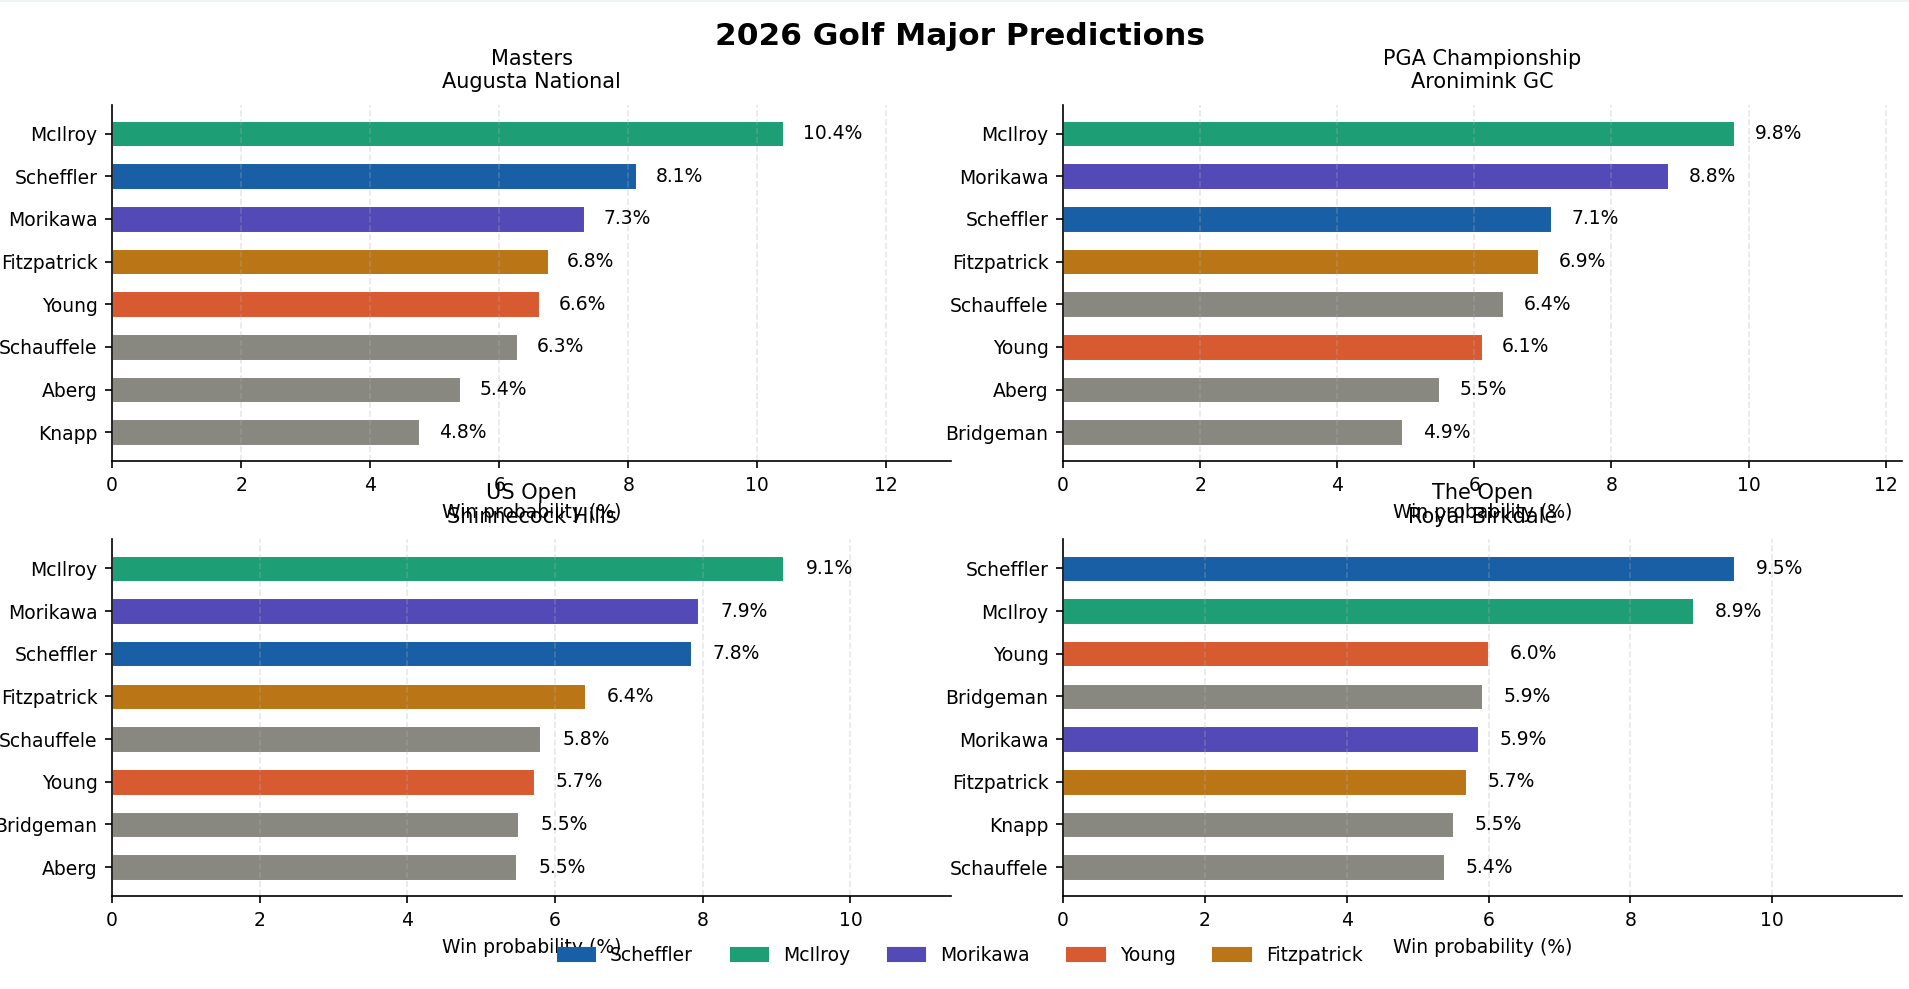 2026 Golf Major Predictions
Masters
Augusta National
McIlroy 10.4%
Scheffler 8.1%
Morikawa 7.3%
Fitzpatrick 6.8%
Young 6.6%
Schauffele 6.3%
Aberg 5.4%
Knapp 4.8%
0 2 4 6 8 10 12
Win probability (%)
PGA Championship
Aronimink GC
McIlroy 9.8%
Morikawa 8.8%
Scheffler 7.1%
Fitzpatrick 6.9%
Schauffele 6.4%
Young 6.1%
Aberg 5.5%
Bridgeman 4.9%
0 2 4 6 8 10 12
Win probability (%)
US Open
Shinnecock Hills
McIlroy 9.1%
Morikawa 7.9%
Scheffler 7.8%
Fitzpatrick 6.4%
Schauffele 5.8%
Young 5.7%
Bridgeman 5.5%
Aberg 5.5%
0 2 4 6 8 10
Win probability (%)
The Open
Royal Birkdale
Scheffler 9.5%
McIlroy 8.9%
Young 6.0%
Bridgeman 5.9%
Morikawa 5.9%
Fitzpatrick 5.7%
Knapp 5.5%
Schauffele 5.4%
0 2 4 6 8 10
Win probability (%)
Scheffler McIlroy Morikawa Young Fitzpatrick